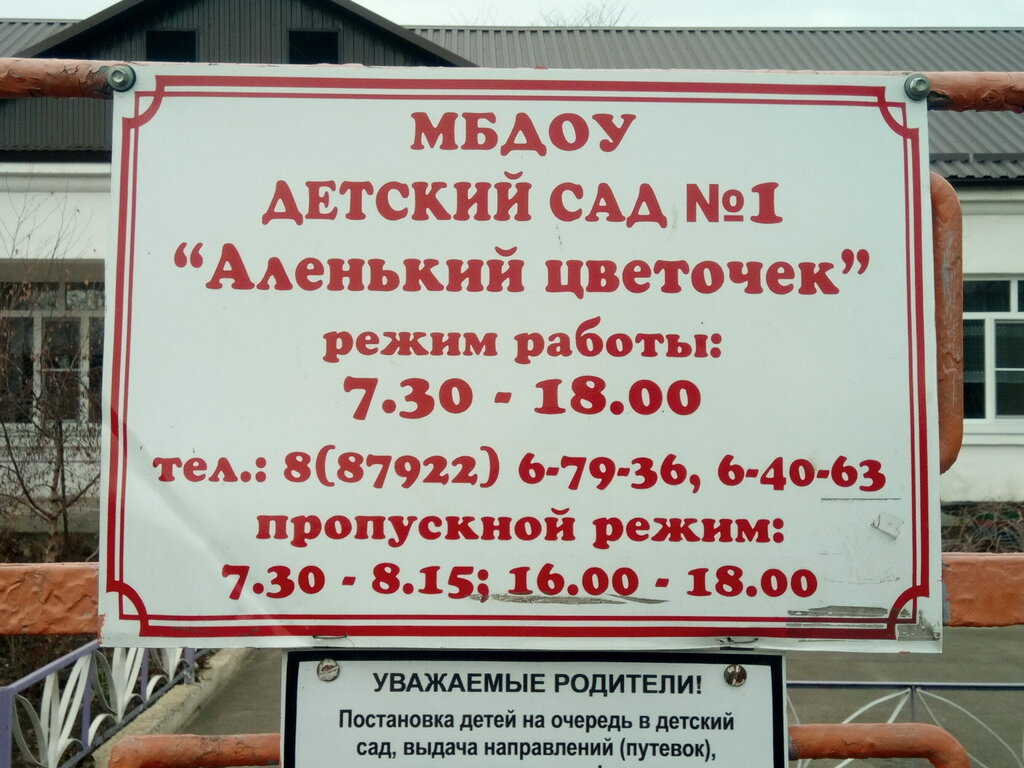 МБДОУ
ДЕТСКИЙ САД №1
“Аленький цветочек”
режим работы:
7.30 - 18.00
тел.: 8(87922) 6-79-36, 6-40-63
пропускной режим:
7.30 - 8.15; 16.00 - 18.00
УВАЖАЕМЫЕ РОДИТЕЛИ!
Постановка детей на очередь в детский
сад, выдача направлений (путевок),